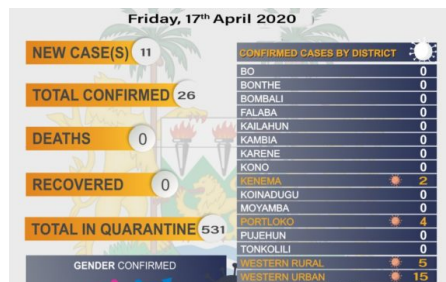 Friday, 17th April 2020
NEW CASE(S) 11
TOTAL CONFIRMED 26
DEATHS 0
RECOVERED 0
TOTAL IN QUARANTINE 531
GENDER CONFIRMED
CONFIRMED CASES BY DISTRICT
BO 0
BONTHE 0
BOMBALI 0
FALABA 0
KAILAHUN 0
KAMBIA 0
KARENE 0
KONO 0
KENEMA 2
KOINADUGU 0
MOYAMBA 0
PORTLOKO 4
PUJEHUN 0
TONKOLILI 0
WESTERN RURAL 5
WESTERN URBAN 15